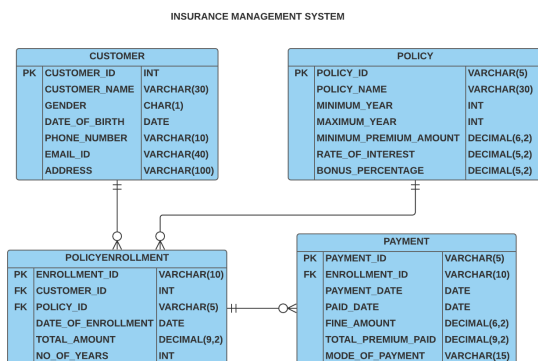 INSURANCE MANAGEMENT SYSTEM
CUSTOMER
PK CUSTOMER_ID INT
CUSTOMER_NAME VARCHAR(30)
GENDER CHAR(1)
DATE_OF_BIRTH DATE
PHONE_NUMBER VARCHAR(10)
EMAIL_ID VARCHAR(40)
ADDRESS VARCHAR(100)
POLICY
PK POLICY_ID VARCHAR(5)
POLICY_NAME VARCHAR(30)
MINIMUM_YEAR INT
MAXIMUM_YEAR INT
MINIMUM_PREMIUM_AMOUNT DECIMAL(6,2)
RATE_OF_INTEREST DECIMAL(5,2)
BONUS_PERCENTAGE DECIMAL(5,2)
POLICYENROLLMENT
PK ENROLLMENT_ID VARCHAR(10)
FK CUSTOMER_ID INT
FK POLICY_ID VARCHAR(5)
DATE_OF_ENROLLMENT DATE
TOTAL_AMOUNT DECIMAL(9,2)
NO_OF_YEARS INT
PAYMENT
PK PAYMENT_ID VARCHAR(5)
FK ENROLLMENT_ID VARCHAR(10)
PAYMENT_DATE DATE
PAID_DATE DATE
FINE_AMOUNT DECIMAL(6,2)
TOTAL_PREMIUM_PAID DECIMAL(9,2)
MODE_OF_PAYMENT VARCHAR(15)